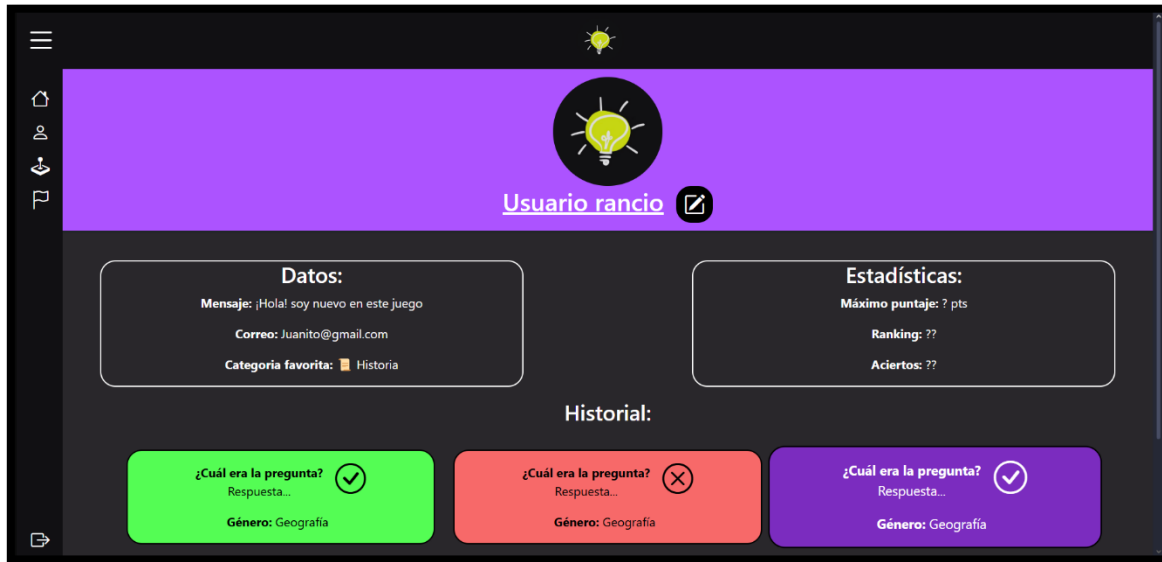 Usuario rancio
Datos:
Mensaje: ¡Hola! soy nuevo en este juego
Correo: Juanito@gmail.com
Categoria favorita: 📜 Historia
Estadísticas:
Máximo puntaje: ? pts
Ranking: ??
Aciertos: ??
Historial:
¿Cuál era la pregunta?
Respuesta...
Género: Geografía
¿Cuál era la pregunta?
Respuesta...
Género: Geografía
¿Cuál era la pregunta?
Respuesta...
Género: Geografía